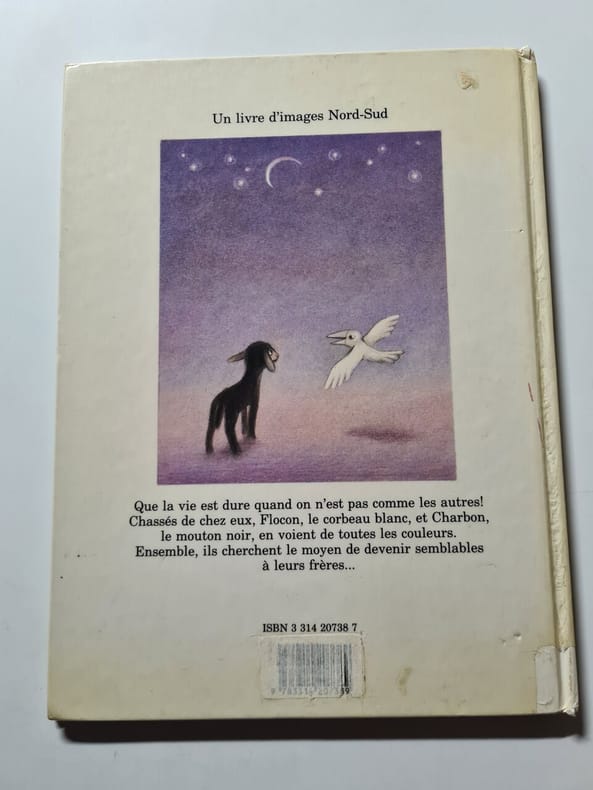 Un livre d'images Nord-Sud
Que la vie est dure quand on n'est pas comme les autres!
Chassés de chez eux, Flocon, le corbeau blanc, et Charbon,
le mouton noir, en voient de toutes les couleurs.
Ensemble, ils cherchent le moyen de devenir semblables
à leurs frères...
ISBN 3 314 20738 7